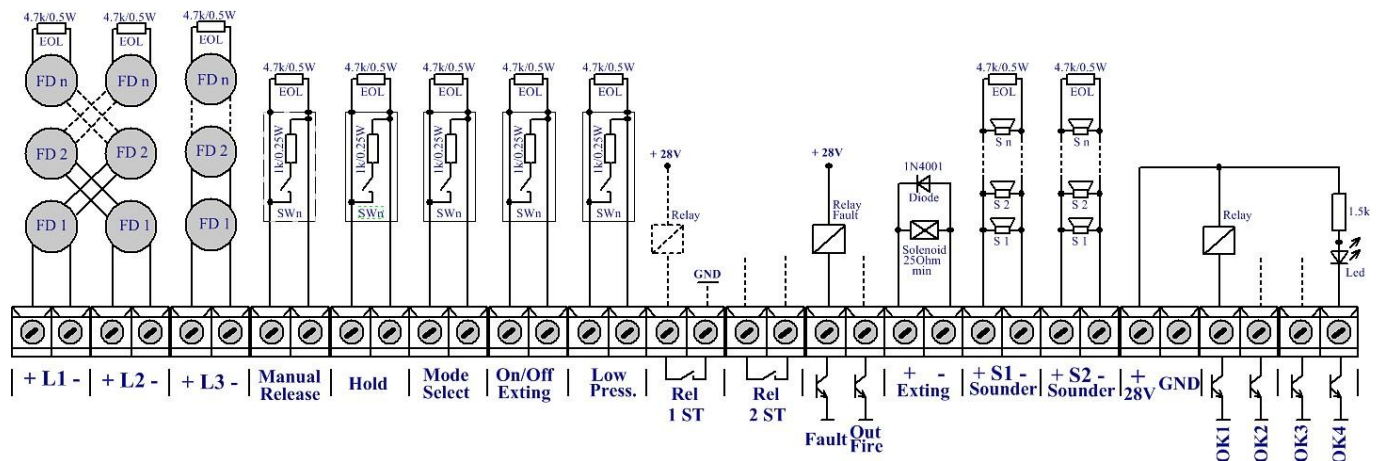 4.7k/0.5W 4.7k/0.5W 4.7k/0.5W
EOL EOL EOL
FD n FD n FD n
4.7k/0.5W 4.7k/0.5W 4.7k/0.5W 4.7k/0.5W 4.7k/0.5W 4.7k/0.5W 4.7k/0.5W
EOL EOL EOL EOL EOL EOL EOL
1k/0.25W 1k/0.25W 1k/0.25W 1k/0.25W 1k/0.25W
S n S n
FD 2 FD 2 FD 2
+ 28V + 28V
1N4001
Diode
S 2 S 2
SWn SWn SWn SWn SWn
Relay Relay
Fault
Relay
1.5k
FD 1 FD 1 FD 1
S 1 S 1
Solenoid
25Ohm
min
GND
Led
+ L1 - + L2 - + L3 -
Manual
Release
Hold
Mode
Select
On/Off
Exting
Low
Press.
Rel
1 ST
Rel
2 ST
Fault
Out
Fire
+ -
Exting
+ S1 -
Sounder
+ S2 -
Sounder
+
28V
GND
OK1
OK2
OK3
OK4